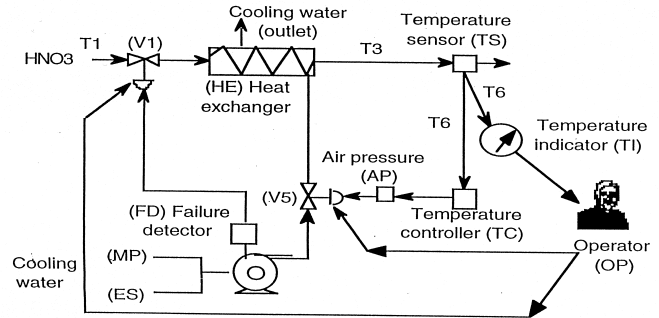 Cooling water
(outlet)
Temperature
sensor (TS)
HNO3
T1
(V1)
T3
(HE) Heat
exchanger
T6
T6
Temperature
indicator (TI)
Air pressure
(AP)
(V5)
(FD) Failure
detector
Temperature
controller (TC)
Operator
(OP)
(MP)
Cooling
water
(ES)